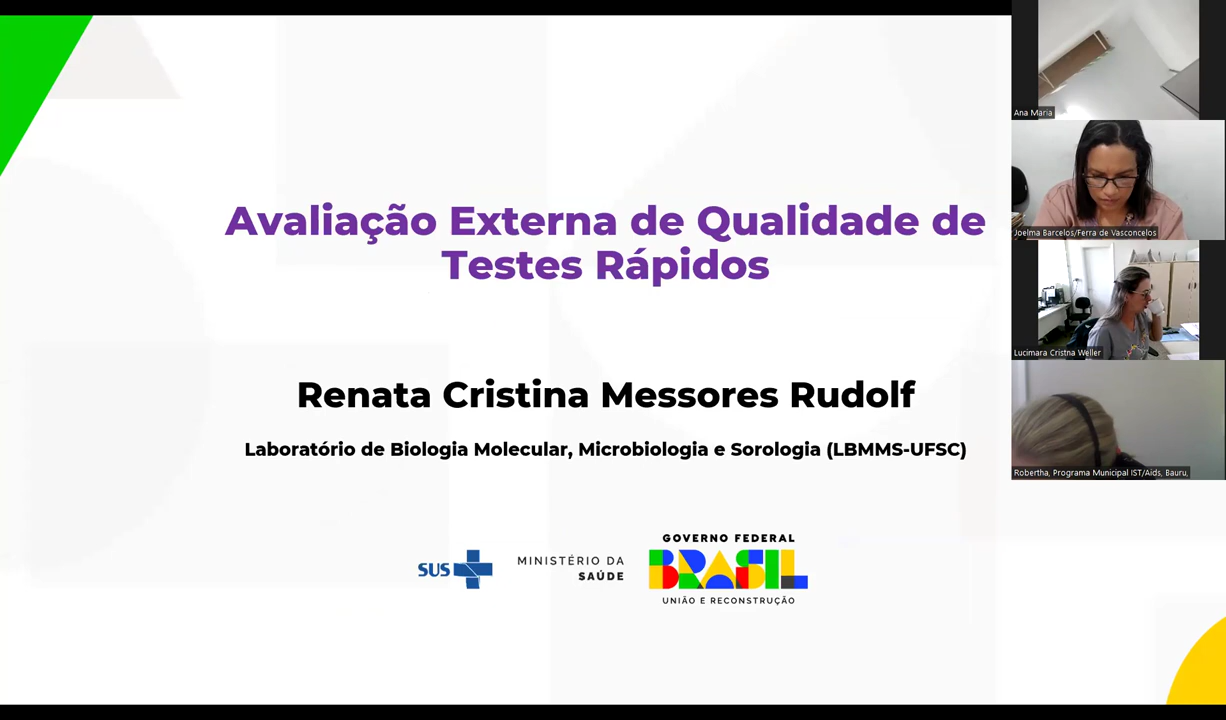 Avaliação Externa de Qualidade de
Testes Rápidos
Renata Cristina Messores Rudolf
Laboratório de Biologia Molecular, Microbiologia e Sorologia (LBMMS-UFSC)
SUS
MINISTÉRIO DA
SAÚDE
GOVERNO FEDERAL
BRASIL
UNIÃO E RECONSTRUÇÃO
Ana Maria
Joelma Barcelos/Ferra de Vasconcelos
Lucimara Cristna Weller
Robertha, Programa Municipal IST/Aids, Bauru,